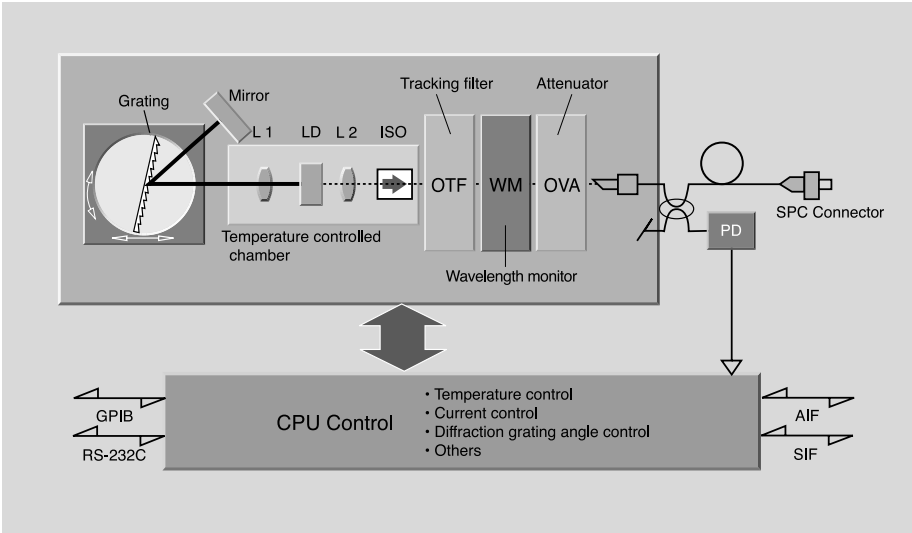 Grating
Mirror
Tracking filter
Attenuator
L 1
LD
L 2
ISO
OTF
WM
OVA
SPC Connector
PD
Temperature controlled
chamber
Wavelength monitor
CPU Control
• Temperature control
• Current control
• Diffraction grating angle control
• Others
GPIB
RS-232C
AIF
SIF